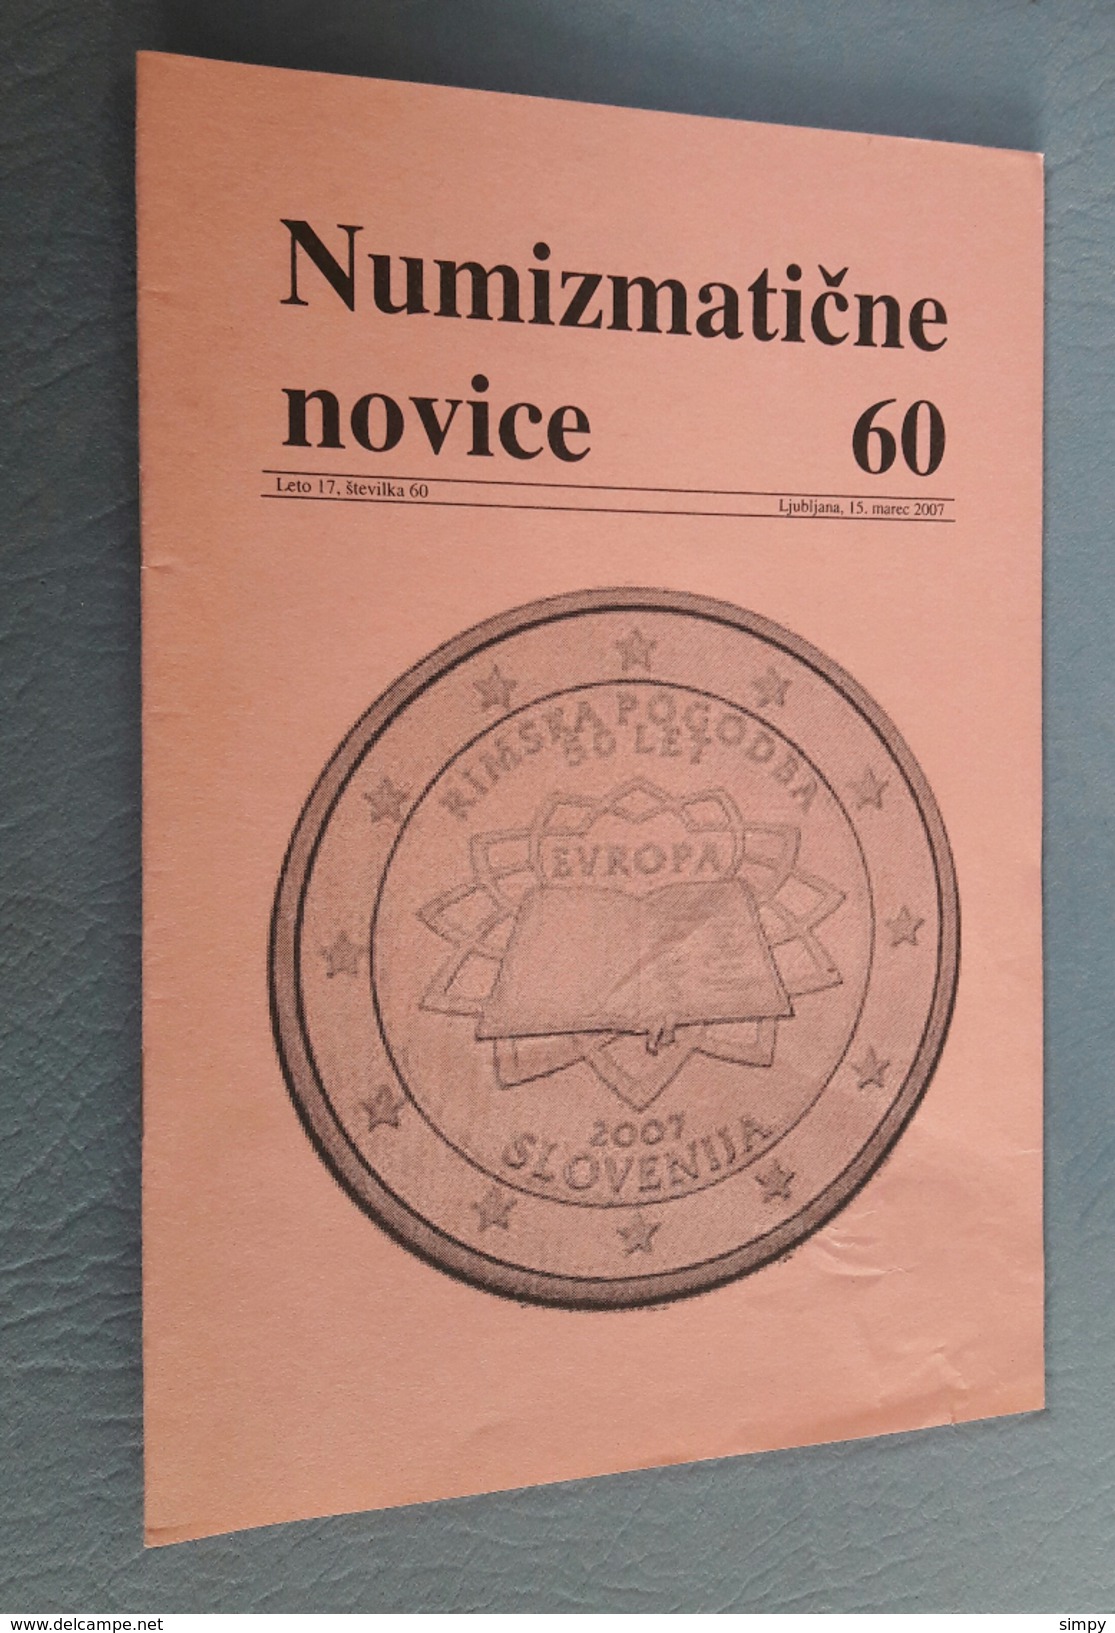 Numizmatične
novice 60
Leto 17, številka 60
Ljubljana, 15. marec 2007
RIMSKA POGODBA
50 LET
EVROPA
2007
SLOVENIJA
www.delcampe.net
simpy